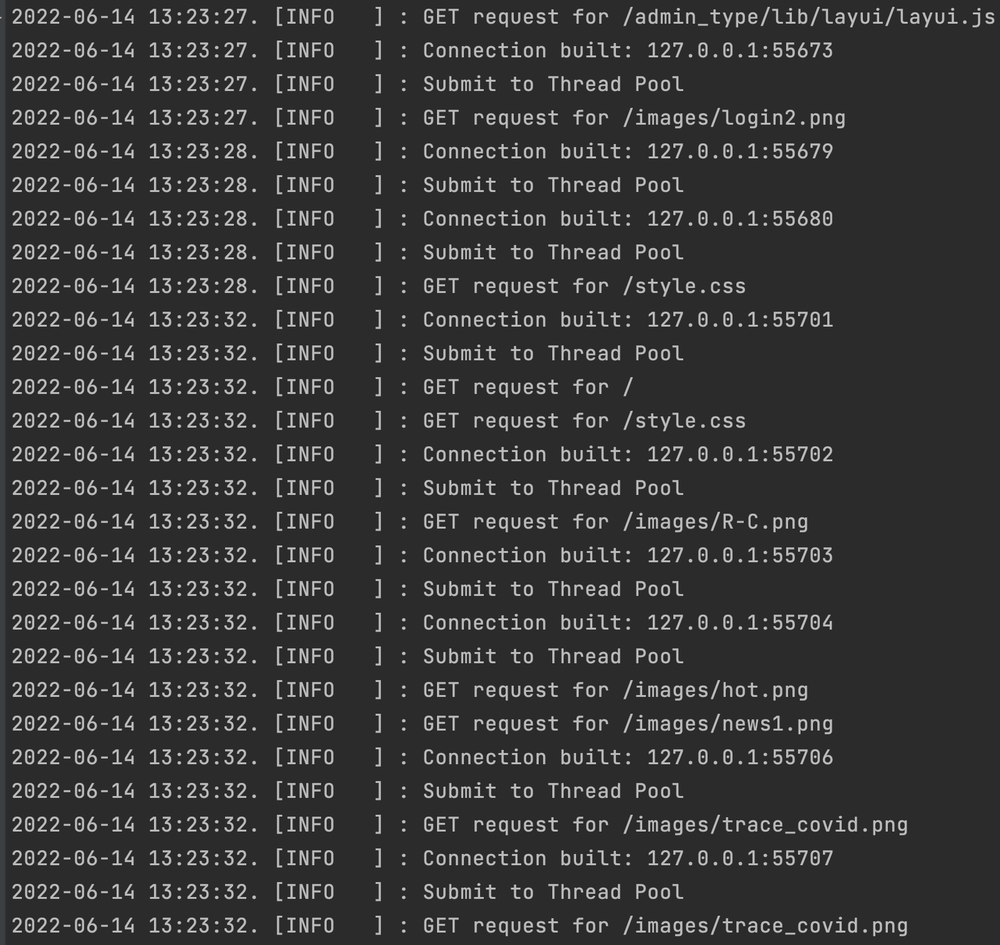 2022-06-14 13:23:27. [INFO   ] : GET request for /admin_type/lib/layui/layui.js
2022-06-14 13:23:27. [INFO   ] : Connection built: 127.0.0.1:55673
2022-06-14 13:23:27. [INFO   ] : Submit to Thread Pool
2022-06-14 13:23:27. [INFO   ] : GET request for /images/login2.png
2022-06-14 13:23:28. [INFO   ] : Connection built: 127.0.0.1:55679
2022-06-14 13:23:28. [INFO   ] : Submit to Thread Pool
2022-06-14 13:23:28. [INFO   ] : Connection built: 127.0.0.1:55680
2022-06-14 13:23:28. [INFO   ] : Submit to Thread Pool
2022-06-14 13:23:28. [INFO   ] : GET request for /style.css
2022-06-14 13:23:32. [INFO   ] : Connection built: 127.0.0.1:55701
2022-06-14 13:23:32. [INFO   ] : Submit to Thread Pool
2022-06-14 13:23:32. [INFO   ] : GET request for /
2022-06-14 13:23:32. [INFO   ] : GET request for /style.css
2022-06-14 13:23:32. [INFO   ] : Connection built: 127.0.0.1:55702
2022-06-14 13:23:32. [INFO   ] : Submit to Thread Pool
2022-06-14 13:23:32. [INFO   ] : GET request for /images/R-C.png
2022-06-14 13:23:32. [INFO   ] : Connection built: 127.0.0.1:55703
2022-06-14 13:23:32. [INFO   ] : Submit to Thread Pool
2022-06-14 13:23:32. [INFO   ] : Connection built: 127.0.0.1:55704
2022-06-14 13:23:32. [INFO   ] : Submit to Thread Pool
2022-06-14 13:23:32. [INFO   ] : GET request for /images/hot.png
2022-06-14 13:23:32. [INFO   ] : GET request for /images/news1.png
2022-06-14 13:23:32. [INFO   ] : Connection built: 127.0.0.1:55706
2022-06-14 13:23:32. [INFO   ] : Submit to Thread Pool
2022-06-14 13:23:32. [INFO   ] : GET request for /images/trace_covid.png
2022-06-14 13:23:32. [INFO   ] : Connection built: 127.0.0.1:55707
2022-06-14 13:23:32. [INFO   ] : Submit to Thread Pool
2022-06-14 13:23:32. [INFO   ] : GET request for /images/trace_covid.png